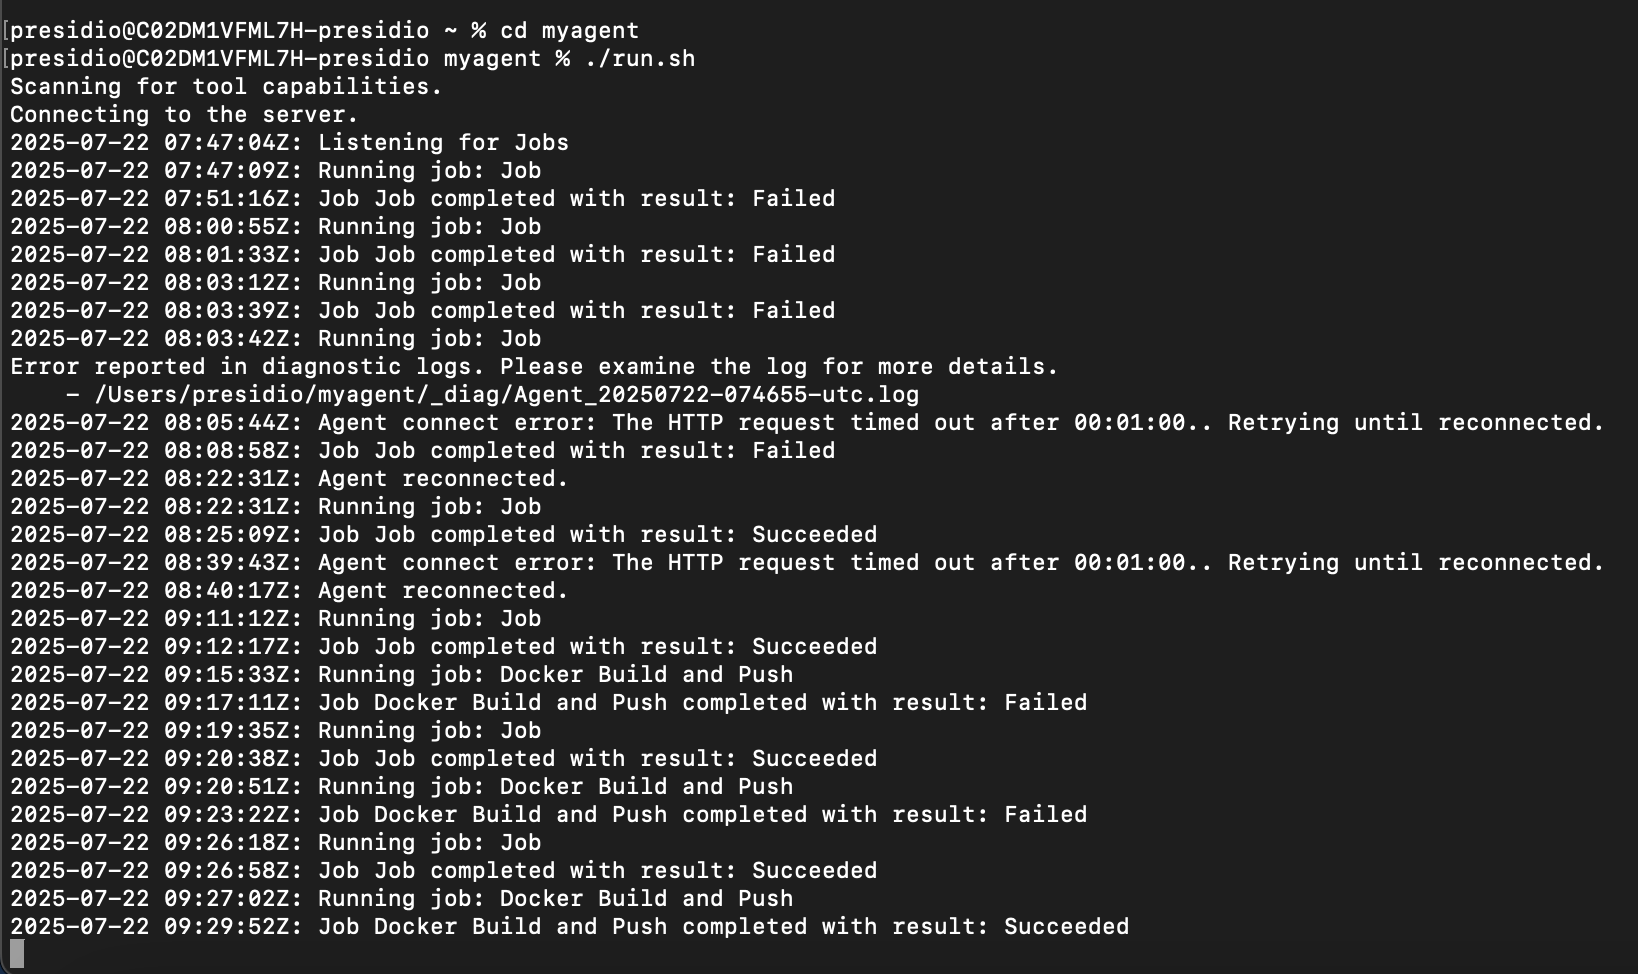 [presidio@C02DM1VFML7H-presidio ~ % cd myagent
[presidio@C02DM1VFML7H-presidio myagent % ./run.sh
Scanning for tool capabilities.
Connecting to the server.
2025-07-22 07:47:04Z: Listening for Jobs
2025-07-22 07:47:09Z: Running job: Job
2025-07-22 07:51:16Z: Job Job completed with result: Failed
2025-07-22 08:00:55Z: Running job: Job
2025-07-22 08:01:33Z: Job Job completed with result: Failed
2025-07-22 08:03:12Z: Running job: Job
2025-07-22 08:03:39Z: Job Job completed with result: Failed
2025-07-22 08:03:42Z: Running job: Job
Error reported in diagnostic logs. Please examine the log for more details.
    - /Users/presidio/myagent/_diag/Agent_20250722-074655-utc.log
2025-07-22 08:05:44Z: Agent connect error: The HTTP request timed out after 00:01:00.. Retrying until reconnected.
2025-07-22 08:08:58Z: Job Job completed with result: Failed
2025-07-22 08:22:31Z: Agent reconnected.
2025-07-22 08:22:31Z: Running job: Job
2025-07-22 08:25:09Z: Job Job completed with result: Succeeded
2025-07-22 08:39:43Z: Agent connect error: The HTTP request timed out after 00:01:00.. Retrying until reconnected.
2025-07-22 08:40:17Z: Agent reconnected.
2025-07-22 09:11:12Z: Running job: Job
2025-07-22 09:12:17Z: Job Job completed with result: Succeeded
2025-07-22 09:15:33Z: Running job: Docker Build and Push
2025-07-22 09:17:11Z: Job Docker Build and Push completed with result: Failed
2025-07-22 09:19:35Z: Running job: Job
2025-07-22 09:20:38Z: Job Job completed with result: Succeeded
2025-07-22 09:20:51Z: Running job: Docker Build and Push
2025-07-22 09:23:22Z: Job Docker Build and Push completed with result: Failed
2025-07-22 09:26:18Z: Running job: Job
2025-07-22 09:26:58Z: Job Job completed with result: Succeeded
2025-07-22 09:27:02Z: Running job: Docker Build and Push
2025-07-22 09:29:52Z: Job Docker Build and Push completed with result: Succeeded